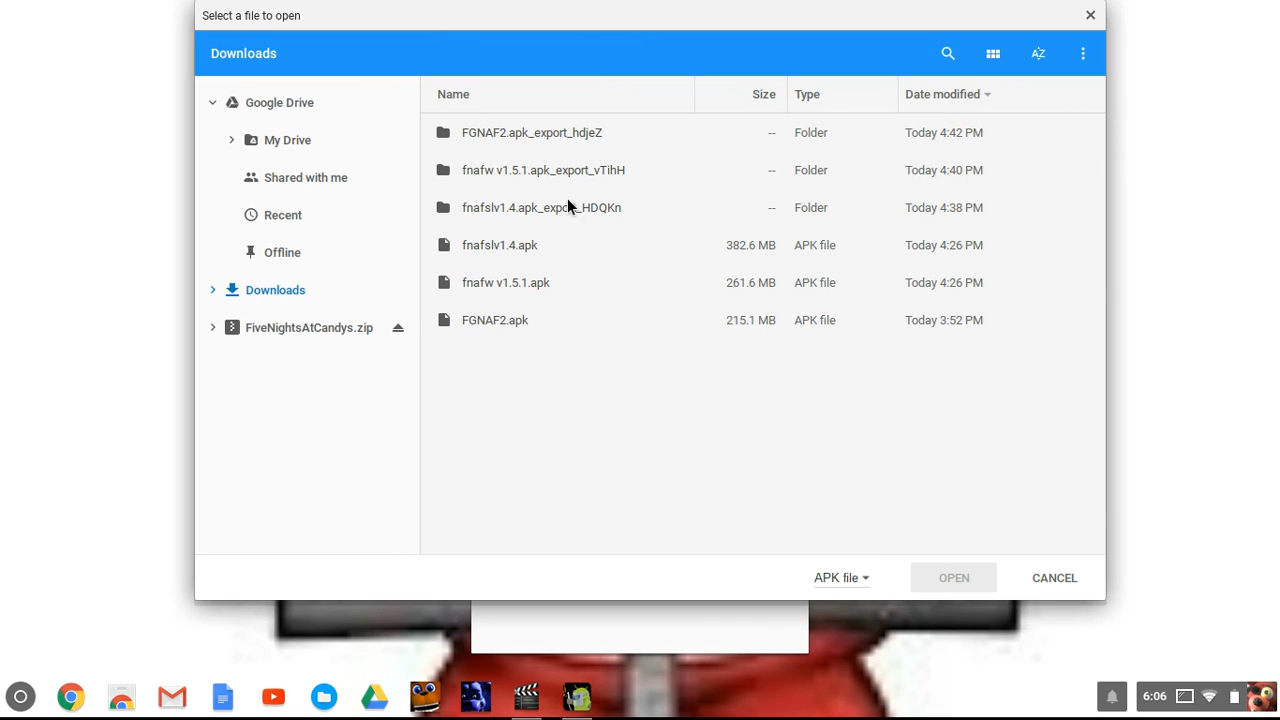 Select a file to open
Downloads
Google Drive
My Drive
Shared with me
Recent
Offline
Downloads
FiveNightsAtCandys.zip
Name Size Type Date modified
FGNAF2.apk_export_hdjeZ -- Folder Today 4:42 PM
fnafw v1.5.1.apk_export_vTihH -- Folder Today 4:40 PM
fnafslv1.4.apk_export_HDQKn -- Folder Today 4:38 PM
fnafslv1.4.apk 382.6 MB APK file Today 4:26 PM
fnafw v1.5.1.apk 261.6 MB APK file Today 4:26 PM
FGNAF2.apk 215.1 MB APK file Today 3:52 PM
APK file OPEN CANCEL
6:06